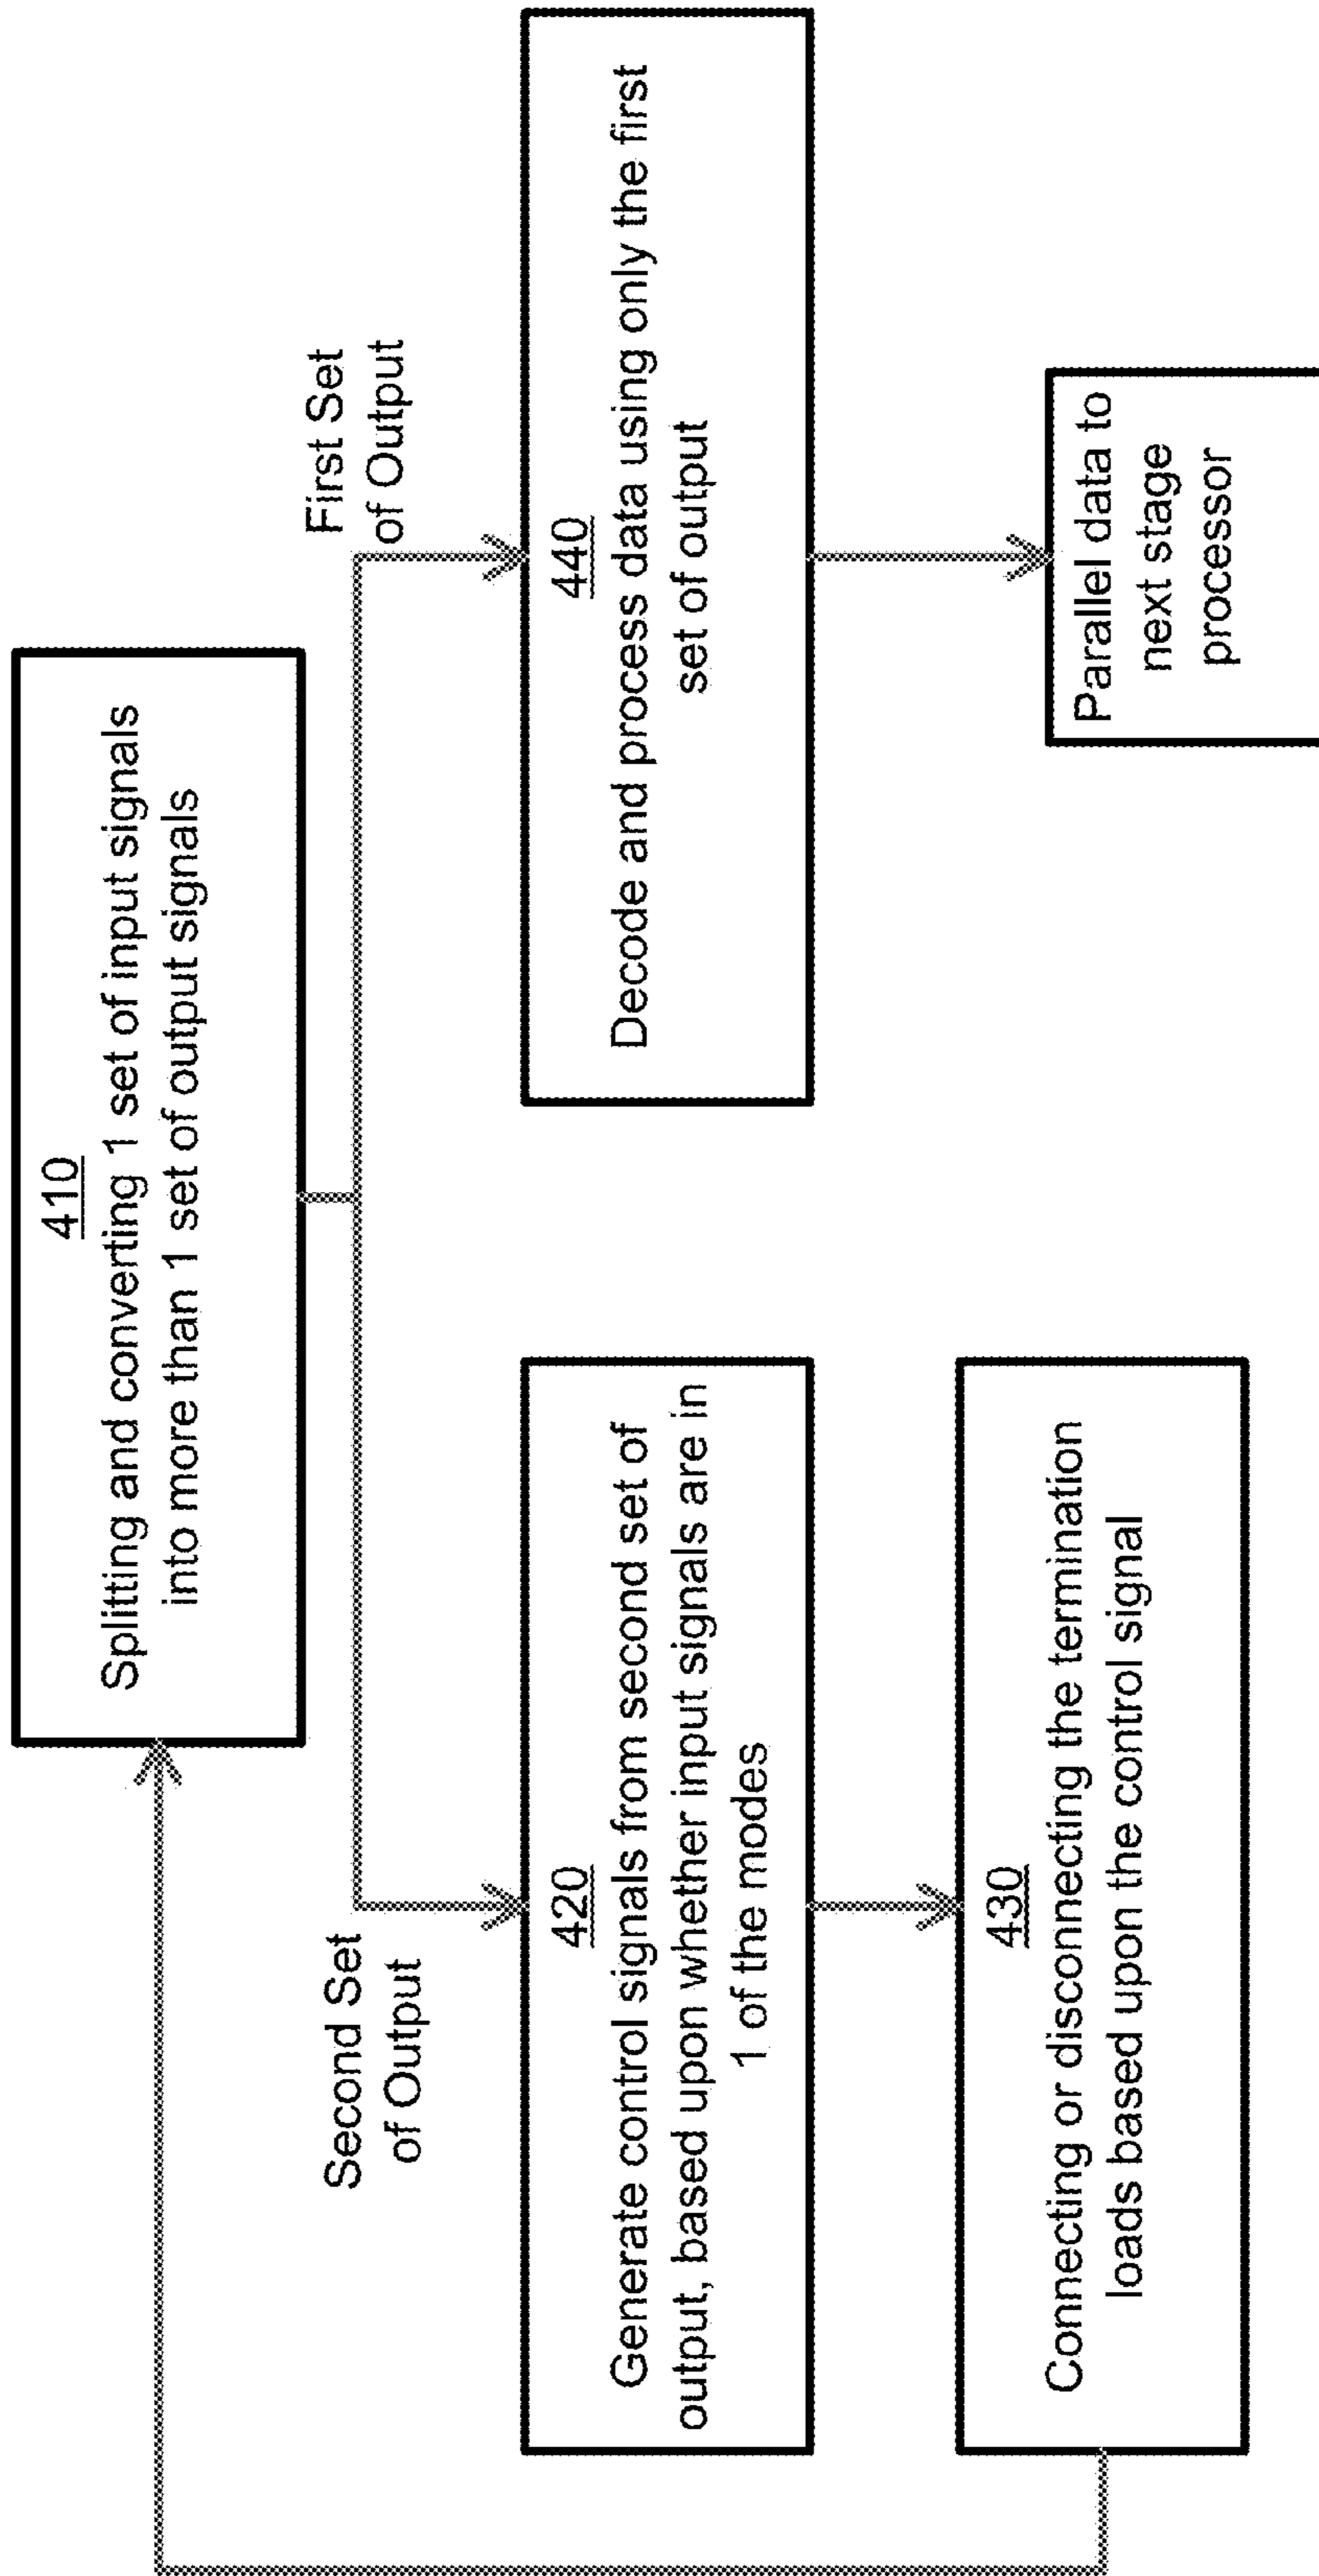 410
Splitting and converting 1 set of input signals
into more than 1 set of output signals
Second Set
of Output
First Set
of Output
420
Generate control signals from second set of
output, based upon whether input signals are in
1 of the modes
440
Decode and process data using only the first
set of output
430
Connecting or disconnecting the termination
loads based upon the control signal
Parallel data to
next stage
processor